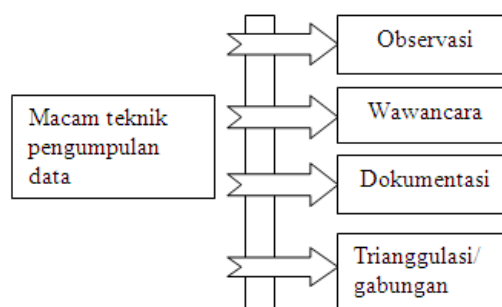 Macam teknik
pengumpulan
data
Observasi
Wawancara
Dokumentasi
Trianggulasi/
gabungan